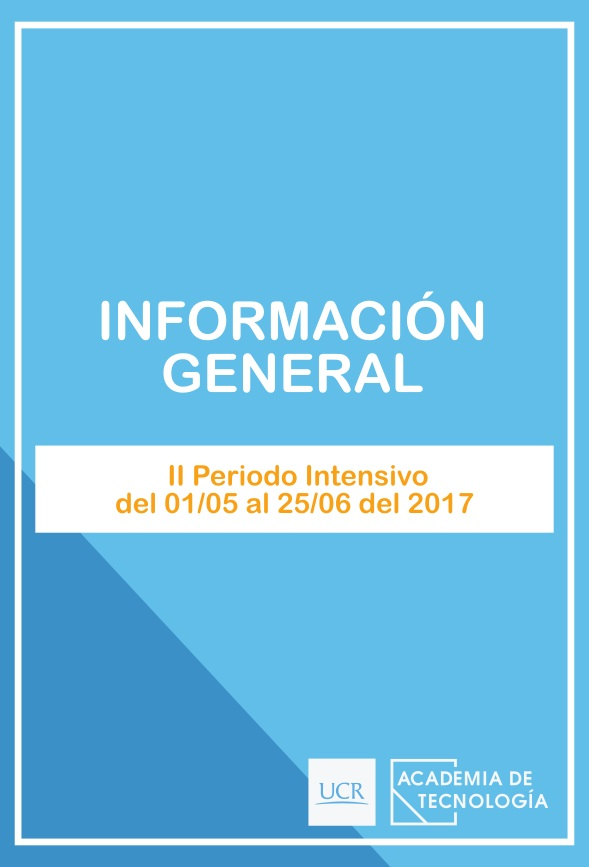 INFORMACIÓN
GENERAL
II Periodo Intensivo
del 01/05 al 25/06 del 2017
UCR
ACADEMIA DE
TECNOLOGÍA